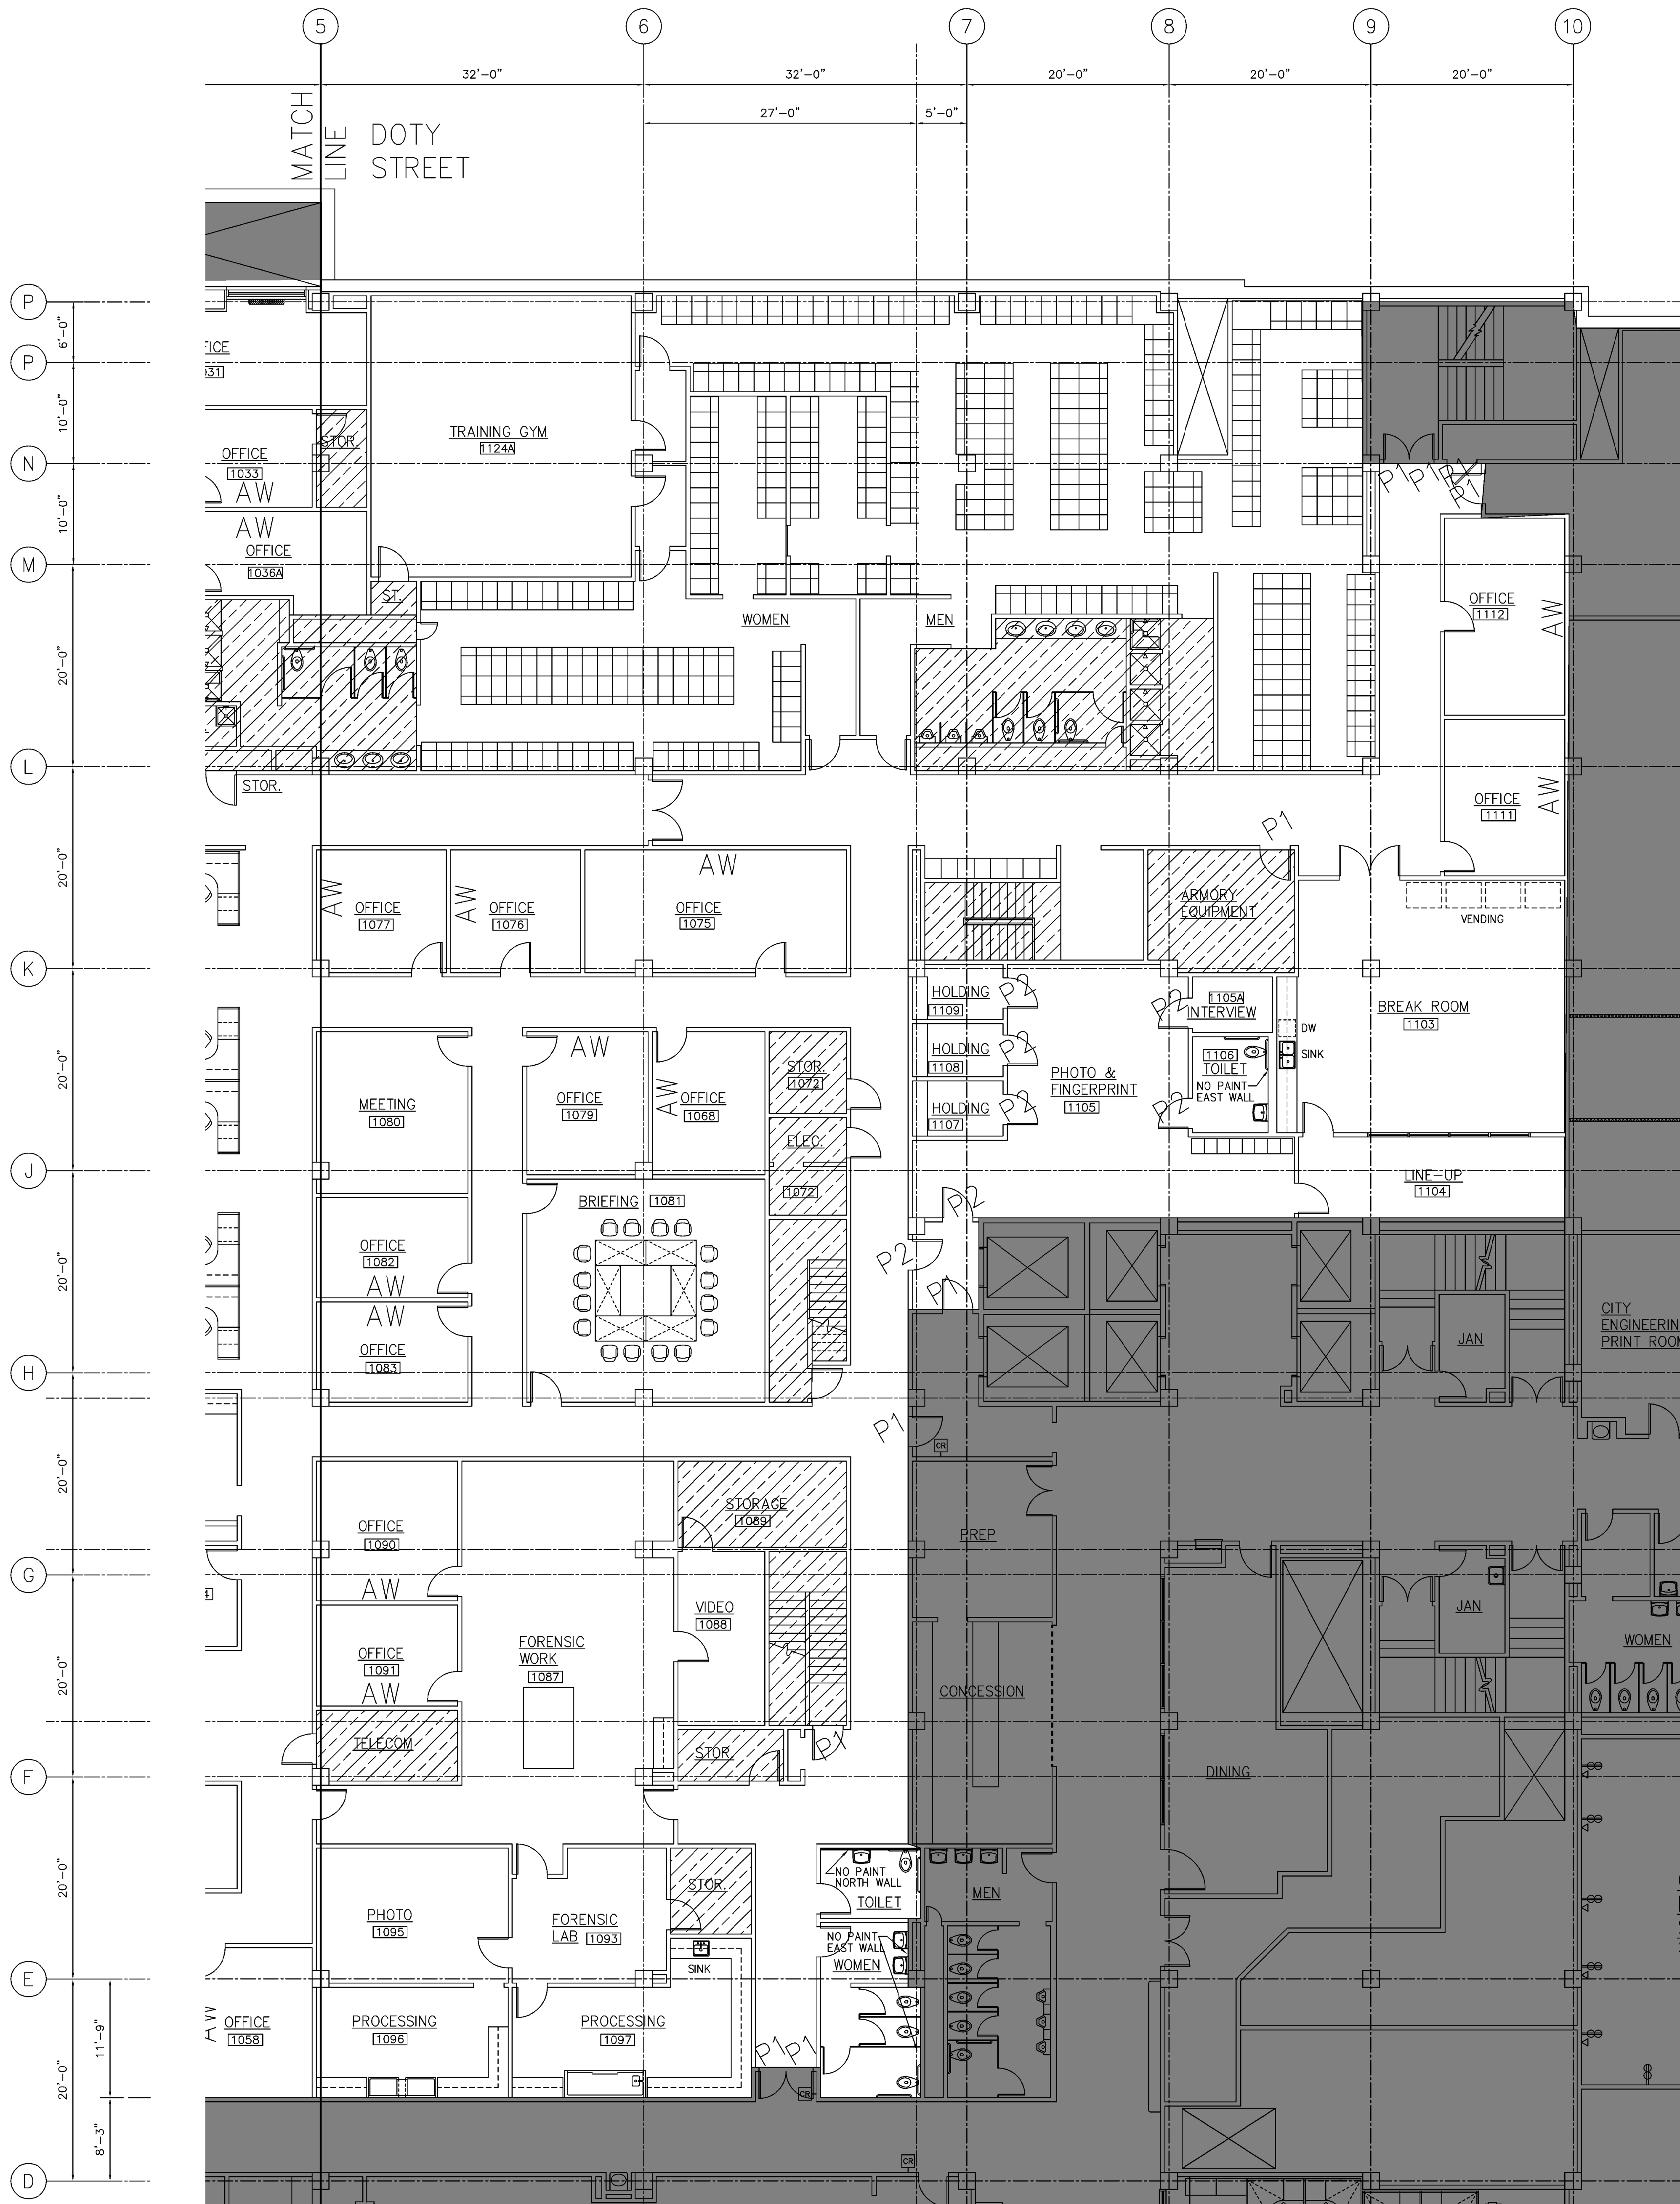 5
6
7
8
9
10
32'-0"
32'-0"
20'-0"
20'-0"
20'-0"
27'-0"
5'-0"
MATCH
LINE
DOTY
STREET
P
6'-0"
P
10'-0"
N
10'-0"
M
20'-0"
L
20'-0"
K
20'-0"
J
20'-0"
H
20'-0"
G
20'-0"
F
20'-0"
E
11'-9"
20'-0"
8'-3"
D
STOR.
OFFICE
1033
AW
AW
OFFICE
1036A
TRAINING GYM
1124A
ST.
WOMEN
MEN
P1
P1
P1
P1
OFFICE
1112
AW
OFFICE
1111
AW
STOR.
P1
AW
OFFICE
1077
AW
OFFICE
1076
AW
OFFICE
1075
ARMORY
EQUIPMENT
VENDING
HOLDING
1109
P2
HOLDING
1108
P2
HOLDING
1107
P2
PHOTO &
FINGERPRINT
1105
P2
1105A
INTERVIEW
1106
TOILET
NO PAINT
EAST WALL
P2
DW
SINK
BREAK ROOM
1103
LINE-UP
1104
MEETING
1080
AW
OFFICE
1079
AW
OFFICE
1068
STOR.
1072
ELEC.
1072
BRIEFING 1081
OFFICE
1082
AW
AW
OFFICE
1083
P2
P2
P1
P1
CR
JAN
CITY
PRINT
OFFICE
1090
AW
OFFICE
1091
AW
TELECOM
FORENSIC
WORK
1087
STORAGE
1089
VIDEO
1088
STOR.
P1
PREP
CONCESSION
DINING
JAN
WOMEN
PHOTO
1095
FORENSIC
LAB 1093
STOR.
SINK
NO PAINT
NORTH WALL
TOILET
NO PAINT
EAST WALL
WOMEN
MEN
AW
OFFICE
1058
PROCESSING
1096
PROCESSING
1097
P1
P1
CR
CR